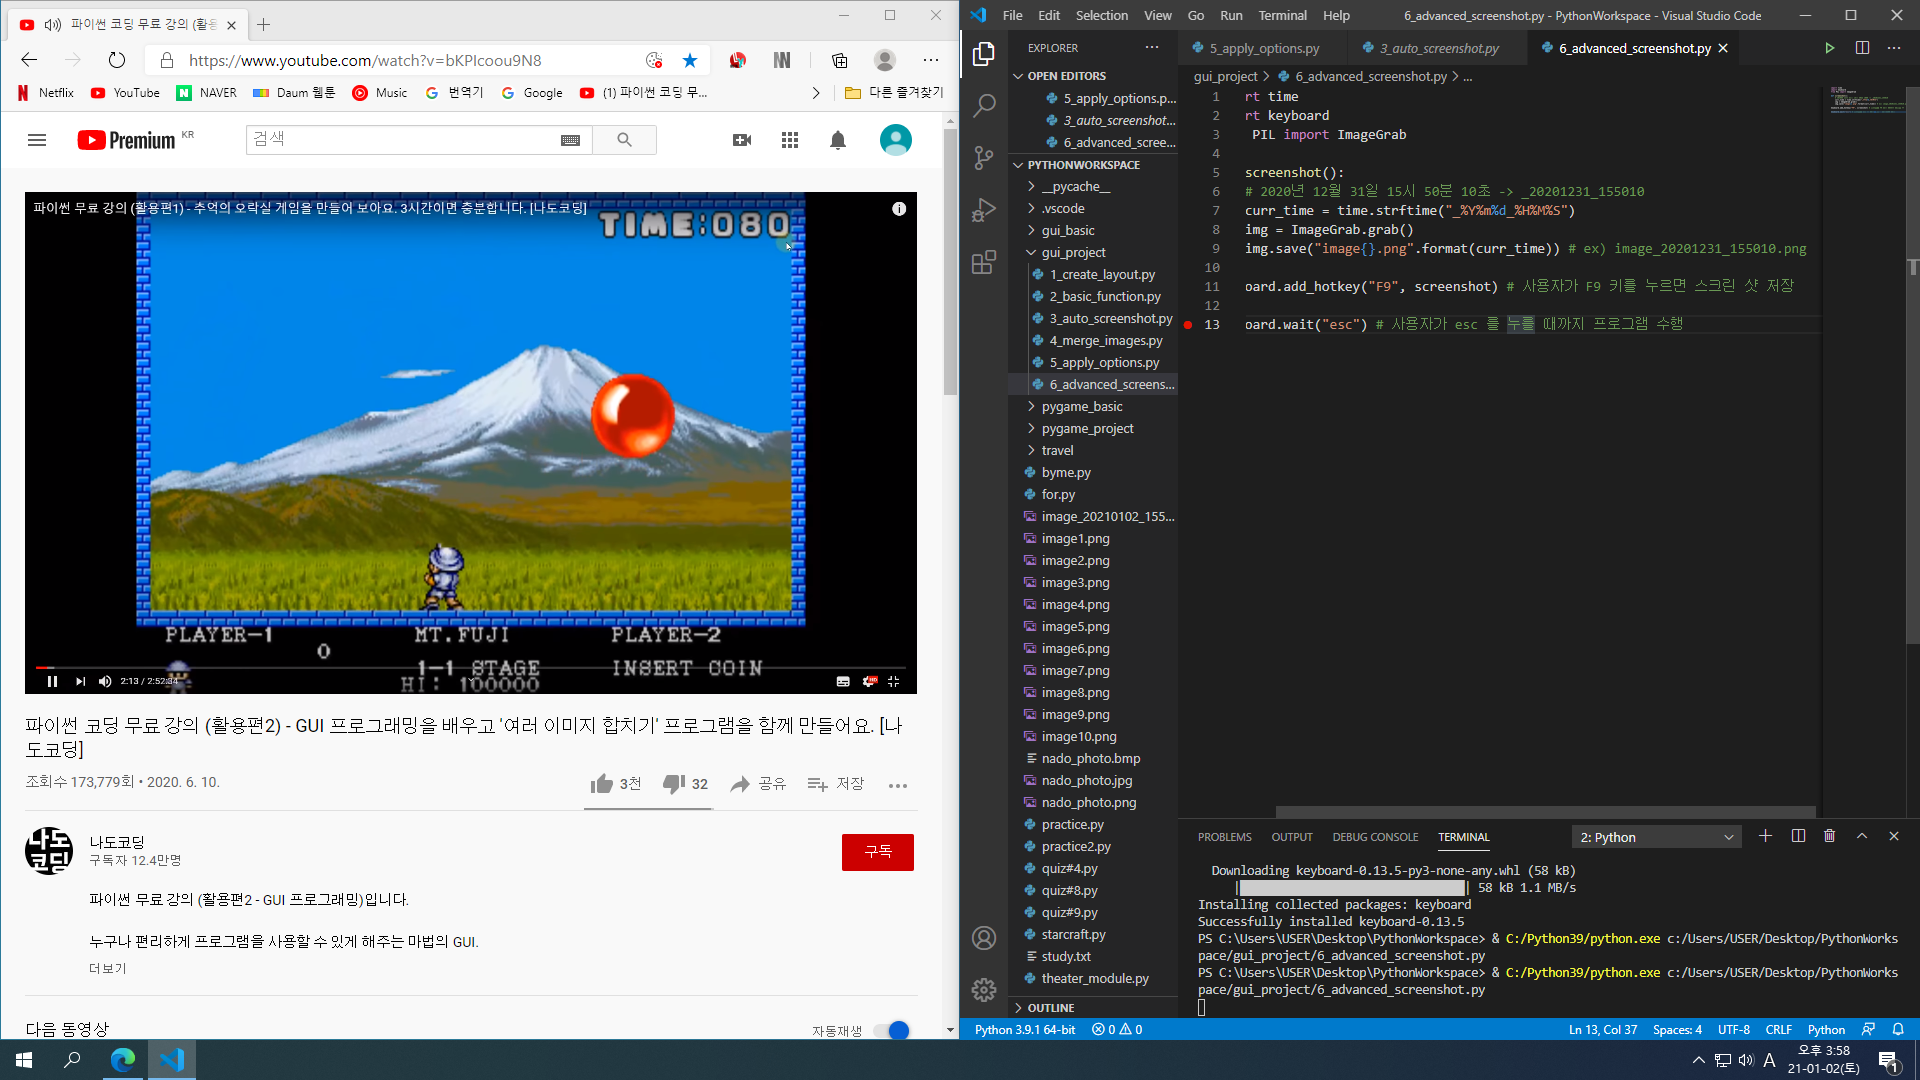 파이썬 코딩 무료 강의 (활용
https://www.youtube.com/watch?v=bKPIcoou9N8
Netflix YouTube NAVER Daum 웹툰 Music 번역기 Google (1) 파이썬 코딩 무... 다른 즐겨찾기
Premium KR
검색
파이썬 무료 강의 (활용편1) - 추억의 오락실 게임을 만들어 보아요. 3시간이면 충분합니다. [나도코딩]
TIME:080
PLAYER-1 MT.FUJI PLAYER-2
0
1-1 STAGE INSERT COIN
HI: 100000
2:13 / 2:52:34
파이썬 코딩 무료 강의 (활용편2) - GUI 프로그래밍을 배우고 '여러 이미지 합치기' 프로그램을 함께 만들어요. [나
도코딩]
조회수 173,779회 • 2020. 6. 10.
3천 32 공유 저장
나도
코딩
나도코딩
구독자 12.4만명
구독
파이썬 무료 강의 (활용편2 - GUI 프로그래밍)입니다.
누구나 편리하게 프로그램을 사용할 수 있게 해주는 마법의 GUI.
더보기
다음 동영상 자동재생
File Edit Selection View Go Run Terminal Help 6_advanced_screenshot.py - PythonWorkspace - Visual Studio Code
EXPLORER
OPEN EDITORS
5_apply_options.p...
3_auto_screenshot...
6_advanced_scree...
PYTHONWORKSPACE
__pycache__
.vscode
gui_basic
gui_project
1_create_layout.py
2_basic_function.py
3_auto_screenshot.py
4_merge_images.py
5_apply_options.py
6_advanced_screens...
pygame_basic
pygame_project
travel
byme.py
for.py
image_20210102_155...
image1.png
image2.png
image3.png
image4.png
image5.png
image6.png
image7.png
image8.png
image9.png
image10.png
nado_photo.bmp
nado_photo.jpg
nado_photo.png
practice.py
practice2.py
quiz#4.py
quiz#8.py
quiz#9.py
starcraft.py
study.txt
theater_module.py
OUTLINE
5_apply_options.py 3_auto_screenshot.py 6_advanced_screenshot.py
gui_project > 6_advanced_screenshot.py > ...
1 rt time
2 rt keyboard
3 PIL import ImageGrab
4
5 screenshot():
6 # 2020년 12월 31일 15시 50분 10초 -> _20201231_155010
7 curr_time = time.strftime("_%Y%m%d_%H%M%S")
8 img = ImageGrab.grab()
9 img.save("image{}.png".format(curr_time)) # ex) image_20201231_155010.png
10
11 oard.add_hotkey("F9", screenshot) # 사용자가 F9 키를 누르면 스크린 샷 저장
12
13 oard.wait("esc") # 사용자가 esc 를 누를 때까지 프로그램 수행
PROBLEMS OUTPUT DEBUG CONSOLE TERMINAL 2: Python
Downloading keyboard-0.13.5-py3-none-any.whl (58 kB)
| | 58 kB 1.1 MB/s
Installing collected packages: keyboard
Successfully installed keyboard-0.13.5
PS C:\Users\USER\Desktop\PythonWorkspace> & C:/Python39/python.exe c:/Users/USER/Desktop/PythonWorks
pace/gui_project/6_advanced_screenshot.py
PS C:\Users\USER\Desktop\PythonWorkspace> & C:/Python39/python.exe c:/Users/USER/Desktop/PythonWorks
pace/gui_project/6_advanced_screenshot.py
Python 3.9.1 64-bit 0 0 Ln 13, Col 37 Spaces: 4 UTF-8 CRLF Python
A 오후 3:58
21-01-02(토) 1